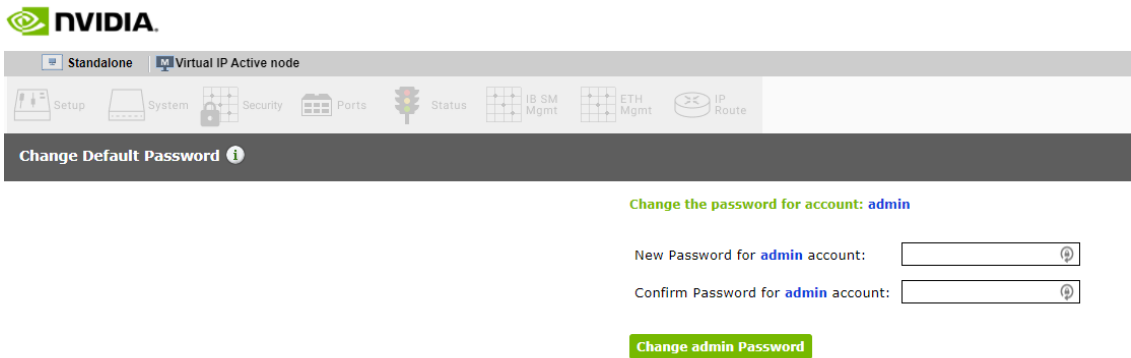 NVIDIA.
Standalone Virtual IP Active node
Setup System Security Ports Status IB SM Mgmt ETH Mgmt IP Route
Change Default Password
Change the password for account: admin
New Password for admin account:
Confirm Password for admin account:
Change admin Password